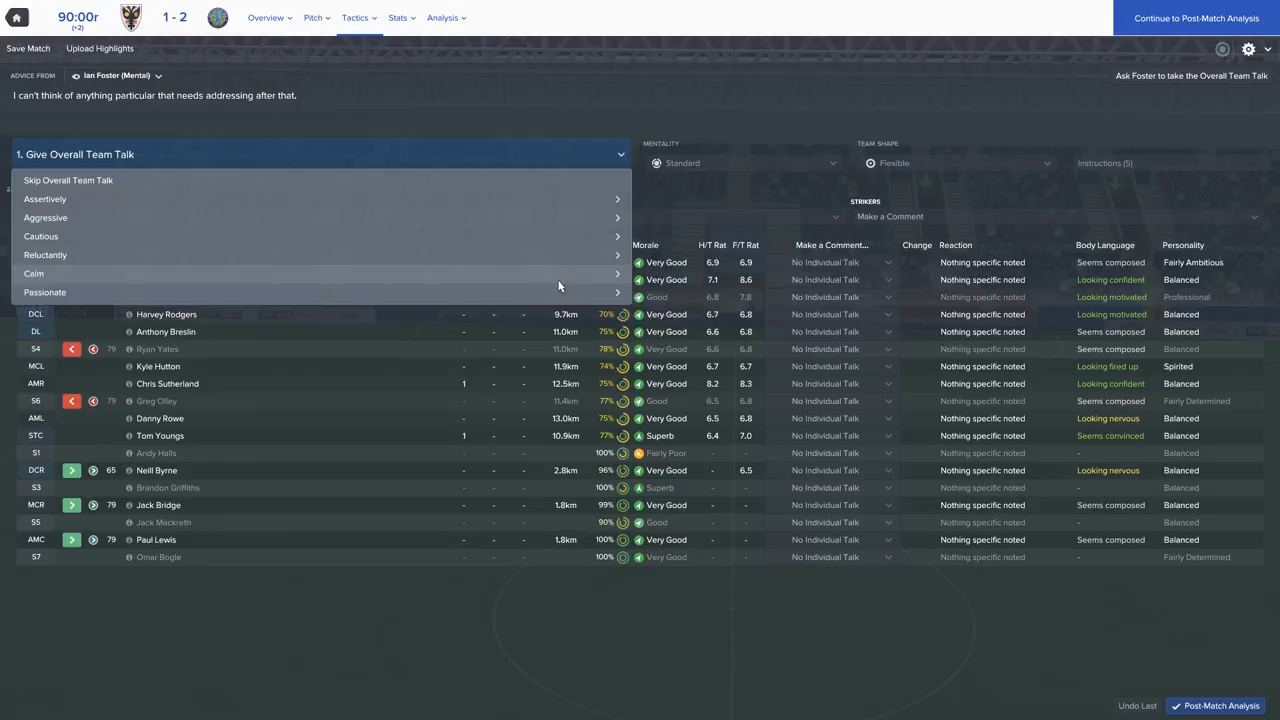 90:00r
(+2)
1 - 2
Overview
Pitch
Tactics
Stats
Analysis
Continue to Post-Match Analysis
Save Match
Upload Highlights
ADVICE FROM
Ian Foster (Mental)
Ask Foster to take the Overall Team Talk
I can't think of anything particular that needs addressing after that.
1. Give Overall Team Talk
MENTALITY
TEAM SHAPE
Standard
Flexible
Instructions (5)
Skip Overall Team Talk
Assertively
Aggressive
Cautious
Reluctantly
Calm
Passionate
STRIKERS
Make a Comment
Morale H/T Rat F/T Rat Make a Comment... Change Reaction Body Language Personality
Very Good 6.9 6.9 No Individual Talk Nothing specific noted Seems composed Fairly Ambitious
Very Good 7.1 8.6 No Individual Talk Nothing specific noted Looking confident Balanced
Good 6.8 7.8 No Individual Talk Nothing specific noted Looking motivated Professional
DCL Harvey Rodgers - - - 9.7km 70% Very Good 6.7 6.8 No Individual Talk Nothing specific noted Looking motivated Balanced
DL Anthony Breslin - - - 11.0km 75% Very Good 6.6 6.8 No Individual Talk Nothing specific noted Seems composed Balanced
S4 79 Ryan Yates - - - 11.0km 78% Very Good 6.6 6.8 No Individual Talk Nothing specific noted Seems composed Balanced
MCL Kyle Hutton - - - 11.9km 74% Very Good 6.7 6.7 No Individual Talk Nothing specific noted Looking fired up Spirited
AMR Chris Sutherland 1 - - 12.5km 75% Very Good 8.2 8.3 No Individual Talk Nothing specific noted Looking confident Balanced
S6 79 Greg Olley - - - 11.4km 77% Good 6.5 6.8 No Individual Talk Nothing specific noted Seems composed Fairly Determined
AML Danny Rowe - - - 13.0km 75% Very Good 6.5 6.8 No Individual Talk Nothing specific noted Looking nervous Balanced
STC Tom Youngs 1 - - 10.9km 77% Superb 6.4 7.0 No Individual Talk Nothing specific noted Seems convinced Balanced
S1 Andy Halls - - - 100% Fairly Poor - - No Individual Talk Nothing specific noted - Balanced
DCR 65 Neill Byrne - - - 2.8km 96% Very Good - 6.5 No Individual Talk Nothing specific noted Looking nervous Balanced
S3 Brandon Griffiths - - - 100% Superb - - No Individual Talk Nothing specific noted - Balanced
MCR 79 Jack Bridge - - - 1.8km 99% Very Good - - No Individual Talk Nothing specific noted Seems composed Balanced
S5 Jack Mackreth - - - 90% Good - - No Individual Talk Nothing specific noted - Balanced
AMC 79 Paul Lewis - - - 1.8km 100% Very Good - - No Individual Talk Nothing specific noted Seems composed Balanced
S7 Omar Bogle - - - 100% Very Good - - No Individual Talk Nothing specific noted - Fairly Determined
Undo Last
Post-Match Analysis